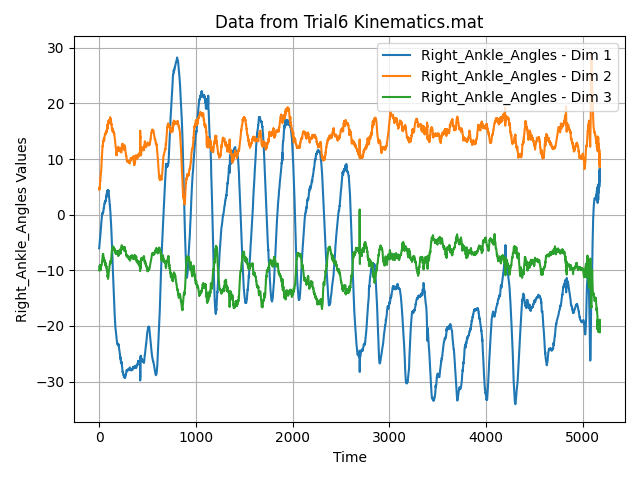 Data from Trial6 Kinematics.mat
Right_Ankle_Angles - Dim 1
Right_Ankle_Angles - Dim 2
Right_Ankle_Angles - Dim 3
Right_Ankle_Angles Values
30
20
10
0
−10
−20
−30
0 1000 2000 3000 4000 5000
Time